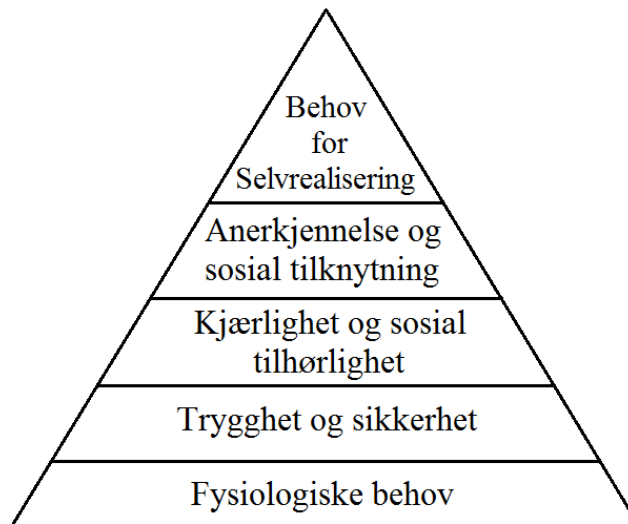 Behov
for
Selvrealisering
Anerkjennelse og
sosial tilknytning
Kjærlighet og sosial
tilhørlighet
Trygghet og sikkerhet
Fysiologiske behov